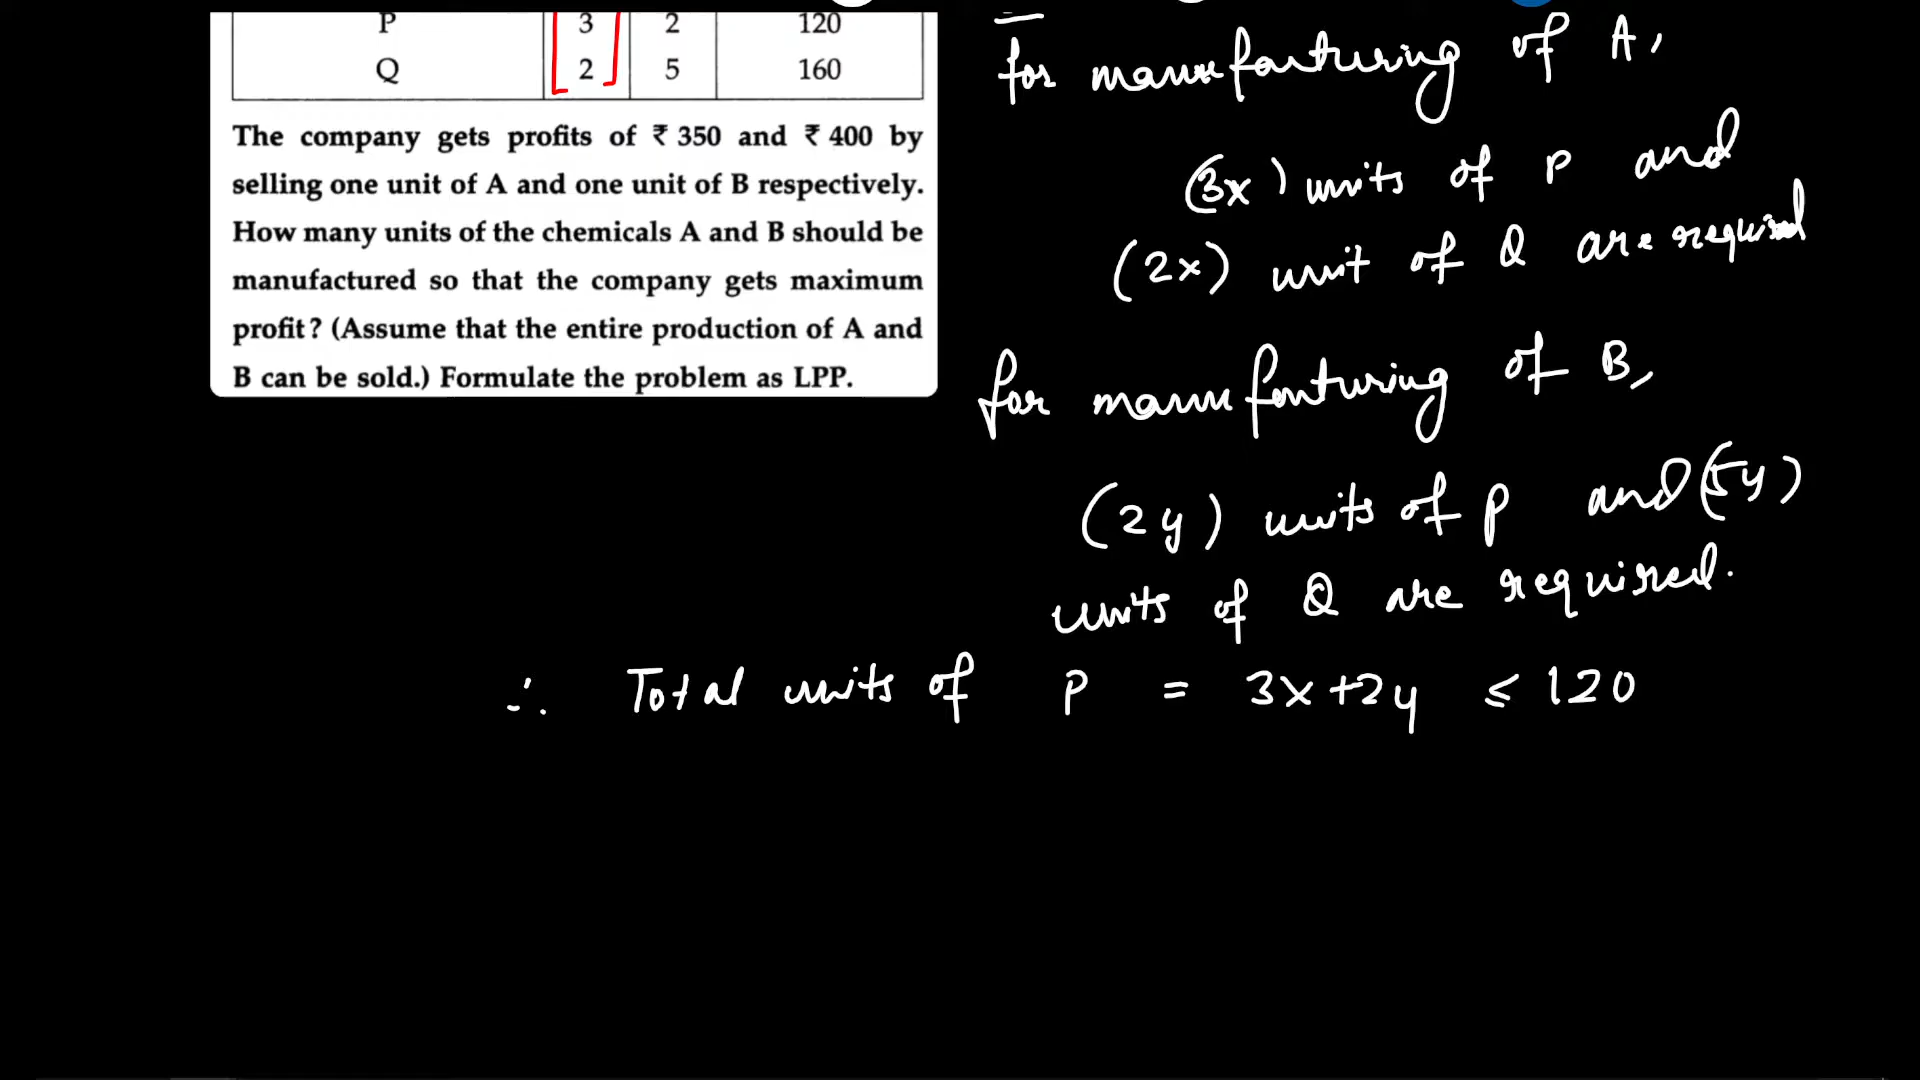 P 3 2 120
Q 2 5 160
The company gets profits of ₹ 350 and ₹ 400 by
selling one unit of A and one unit of B respectively.
How many units of the chemicals A and B should be
manufactured so that the company gets maximum
profit? (Assume that the entire production of A and
B can be sold.) Formulate the problem as LPP.
for manufacturing of A,
(3x) units of P and
(2x) unit of Q are required
for manufacturing of B,
(2y) units of P and (5y)
units of Q are required.
∴ Total units of P = 3x+2y ≤ 120